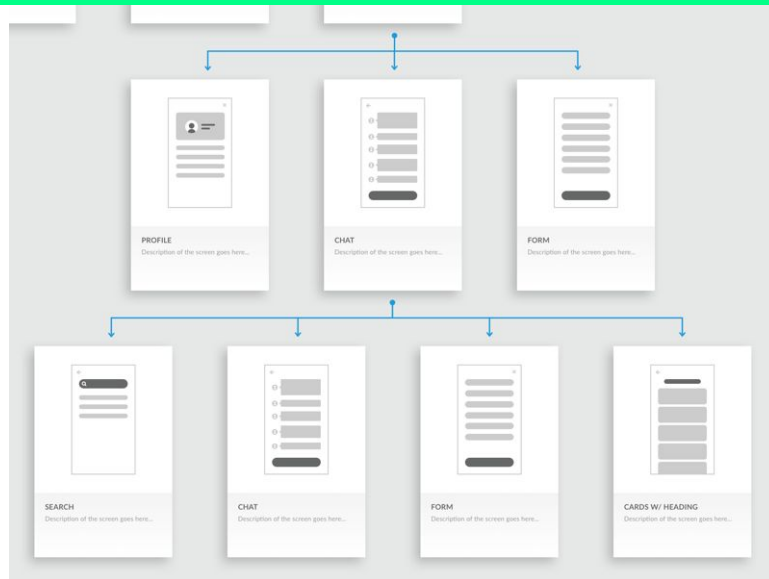 PROFILE
Description of the screen goes here...
CHAT
Description of the screen goes here...
FORM
Description of the screen goes here...
SEARCH
Description of the screen goes here...
CHAT
Description of the screen goes here...
FORM
Description of the screen goes here...
CARDS W/ HEADING
Description of the screen goes here...